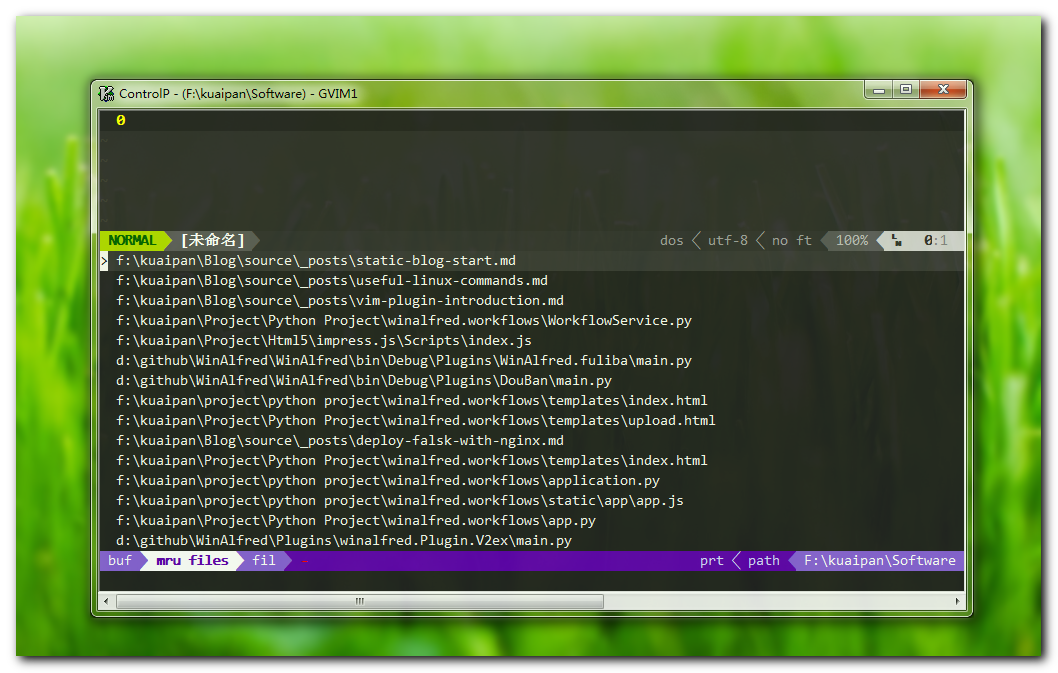 ControlP - (F:\kuaipan\Software) - GVIM1
0
NORMAL [未命名] dos utf-8 no ft 100% 0:1
> f:\kuaipan\Blog\source\_posts\static-blog-start.md
f:\kuaipan\Blog\source\_posts\useful-linux-commands.md
f:\kuaipan\Blog\source\_posts\vim-plugin-introduction.md
f:\kuaipan\Project\Python Project\winalfred.workflows\WorkflowService.py
f:\kuaipan\Project\Html5\impress.js\Scripts\index.js
d:\github\WinAlfred\WinAlfred\bin\Debug\Plugins\WinAlfred.fuliba\main.py
d:\github\WinAlfred\WinAlfred\bin\Debug\Plugins\DouBan\main.py
f:\kuaipan\project\python project\winalfred.workflows\templates\index.html
f:\kuaipan\Project\Python Project\winalfred.workflows\templates\upload.html
f:\kuaipan\Blog\source\_posts\deploy-falsk-with-nginx.md
f:\kuaipan\Project\Python Project\winalfred.workflows\templates\index.html
f:\kuaipan\project\python project\winalfred.workflows\application.py
f:\kuaipan\project\python project\winalfred.workflows\static\app\app.js
f:\kuaipan\Project\Python Project\winalfred.workflows\app.py
d:\github\WinAlfred\Plugins\winalfred.Plugin.V2ex\main.py
buf mru files fil - prt path F:\kuaipan\Software